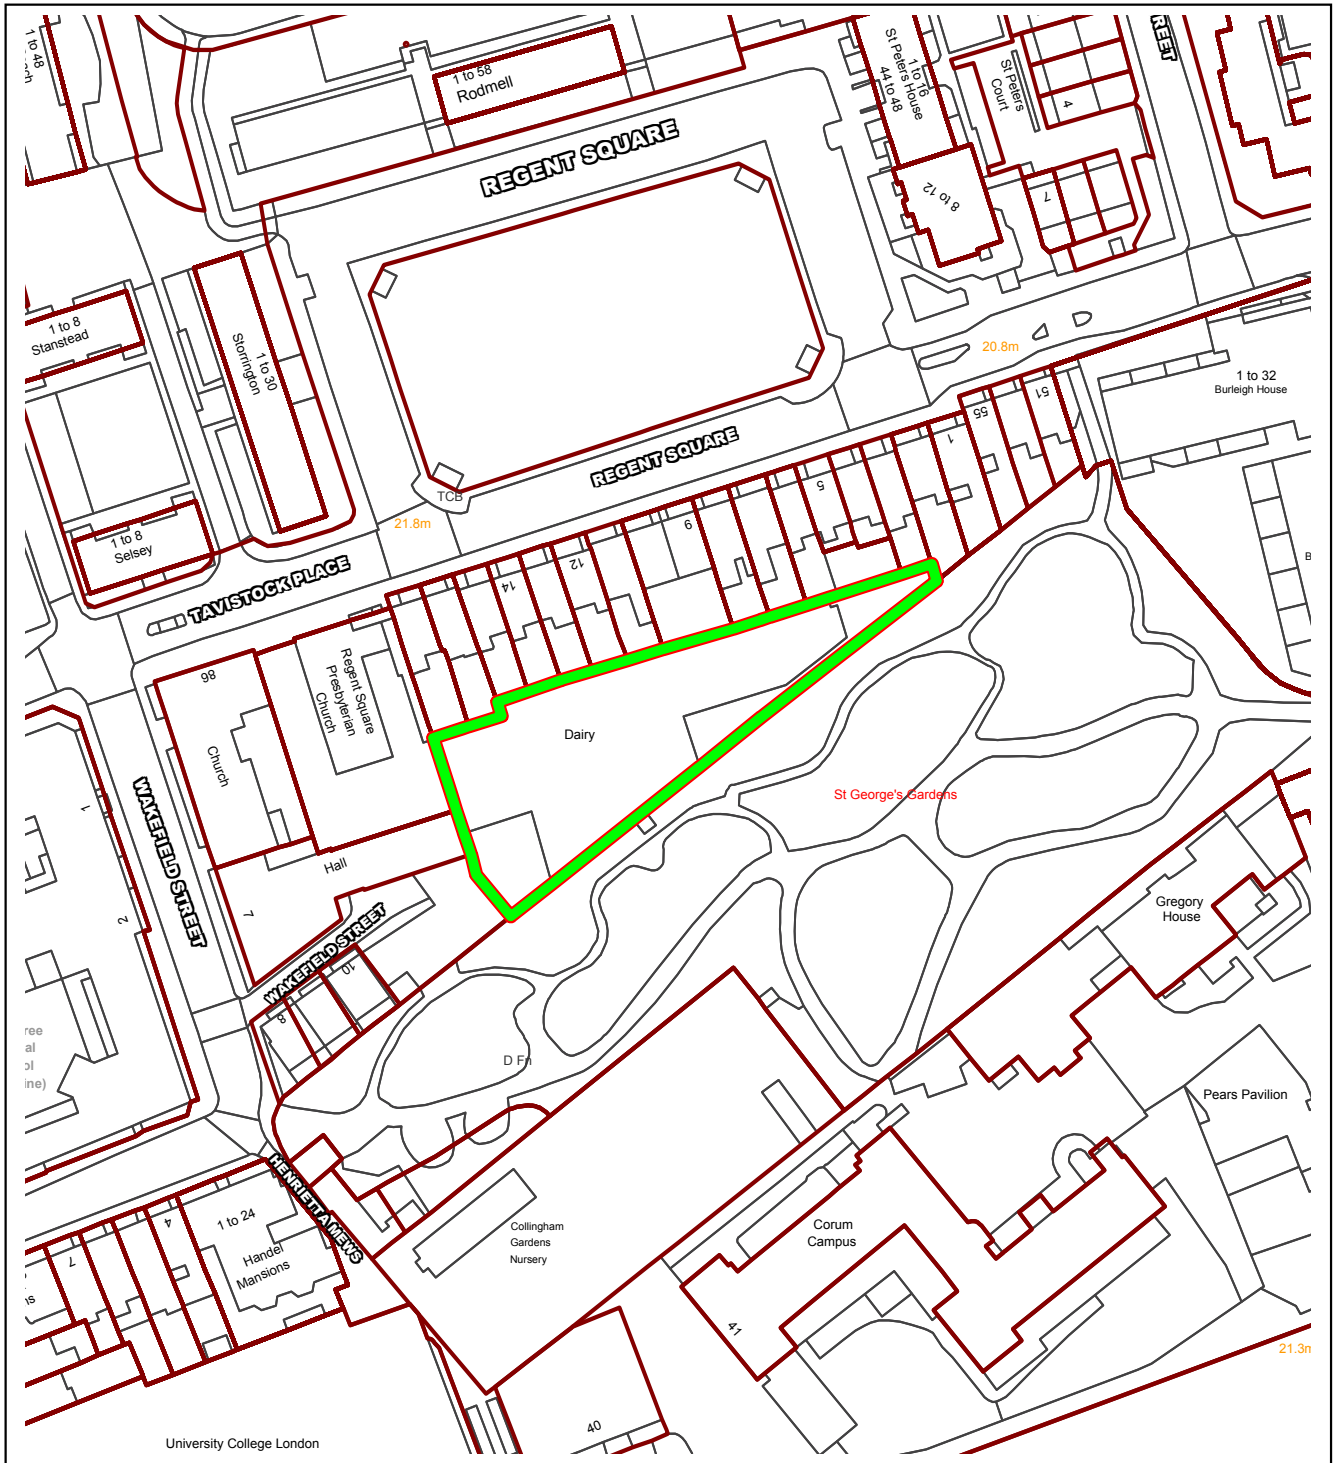 1 to 48
1 to 58
Rodmell
REGENT SQUARE
1 to 16
St Peters House
44 to 48
St Peters
Court
4
8 to 12
7
1 to 8
Stanstead
1 to 30
Storrington
20.8m
1 to 32
Burleigh House
51
55
1
5
9
12
14
REGENT SQUARE
TCB
21.8m
1 to 8
Selsey
TAVISTOCK PLACE
86
Regent Square
Presbyterian
Church
Church
Dairy
WAKEFIELD STREET
1
2
St George's Gardens
Hall
7
WAKEFIELD STREET
10
8
Gregory
House
D Fn
Pears Pavilion
HENRIETTA MEWS
1 to 24
Handel
Mansions
4
7
Collingham
Gardens
Nursery
Corum
Campus
41
40
21.3m
University College London